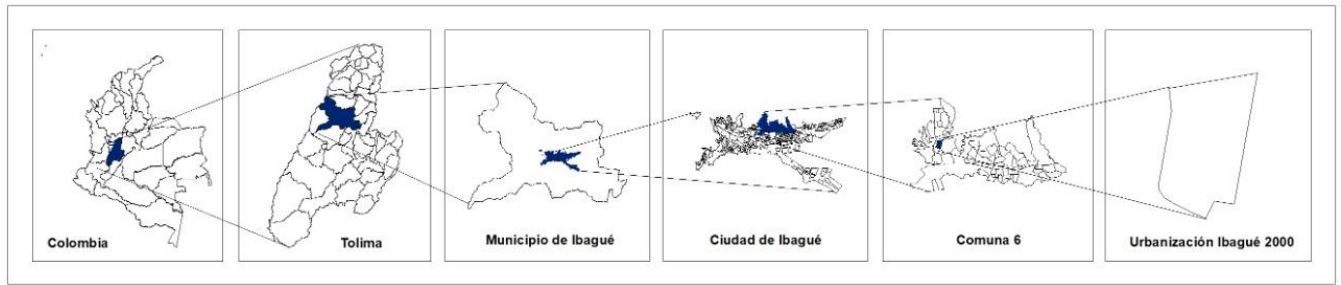 Colombia
Tolima
Municipio de Ibagué
Ciudad de Ibagué
Comuna 6
Urbanización Ibagué 2000